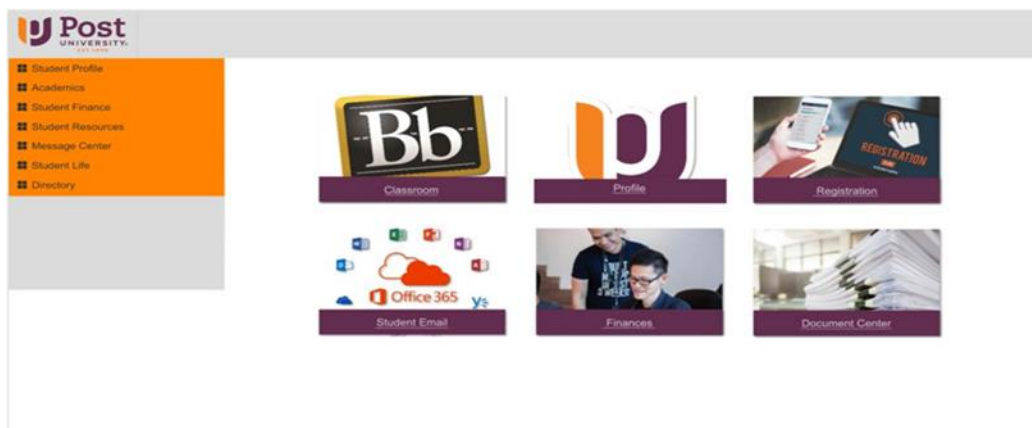 Post
UNIVERSITY.
Student Profile
Academics
Student Finance
Student Resources
Message Center
Student Life
Directory
Bb
REGISTRATION
Classroom
Profile
Registration
Office 365
Student Email
Finances
Document Center